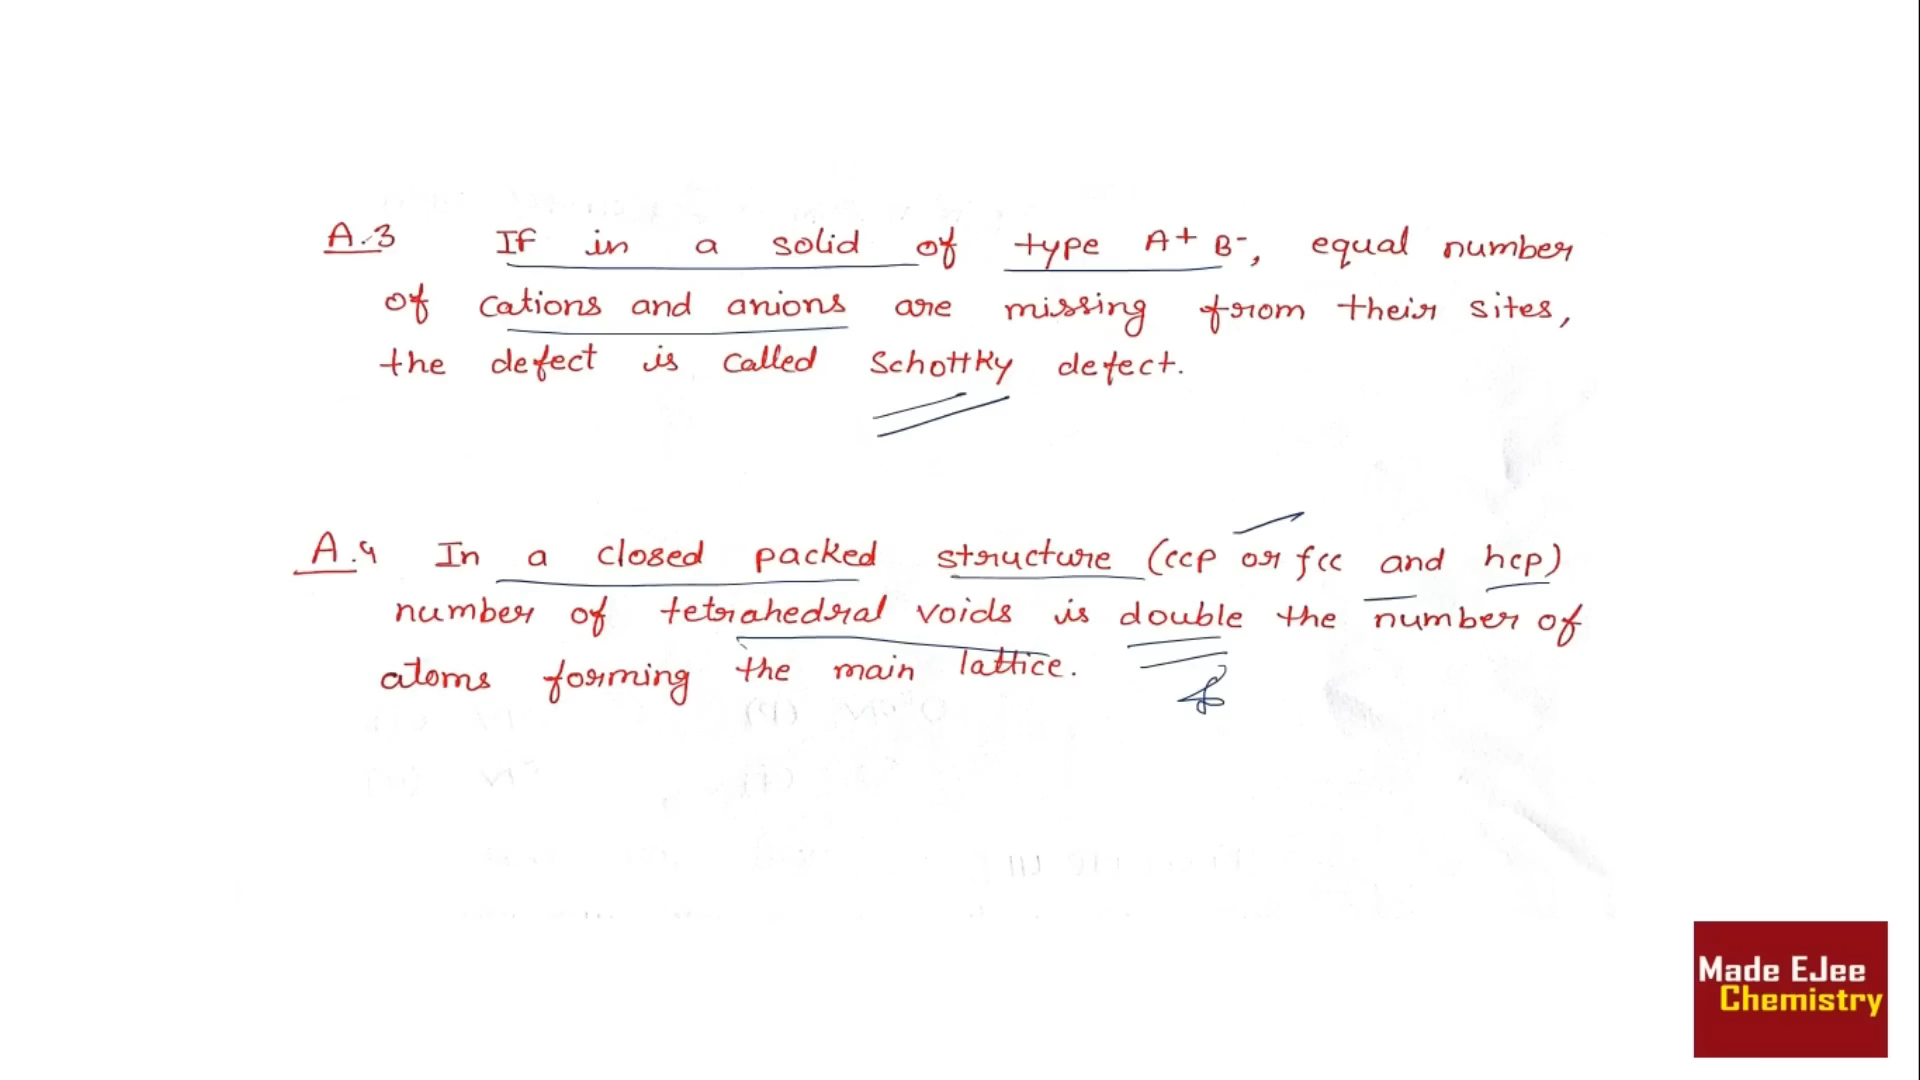 A.3 If in a solid of type A+ B-, equal number
of cations and anions are missing from their sites,
the defect is called Schottky defect.
A.4 In a closed packed structure (ccp or fcc and hcp)
number of tetrahedral voids is double the number of
atoms forming the main lattice.
Made EJee
Chemistry